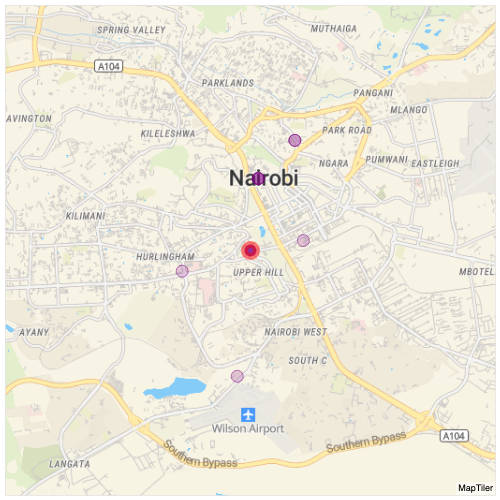 SPRING VALLEY
MUTHAIGA
A104
PARKLANDS
PANGANI
MLANGO
AVINGTON
KILELESHWA
PARK ROAD
NGARA
PUMWANI
EASTLEIGH
Nairobi
KILIMANI
HURLINGHAM
UPPER HILL
MBOTEL
AYANY
NAIROBI WEST
SOUTH C
Wilson Airport
A104
Southern Bypass
Southern Bypass
LANGATA
MapTiler